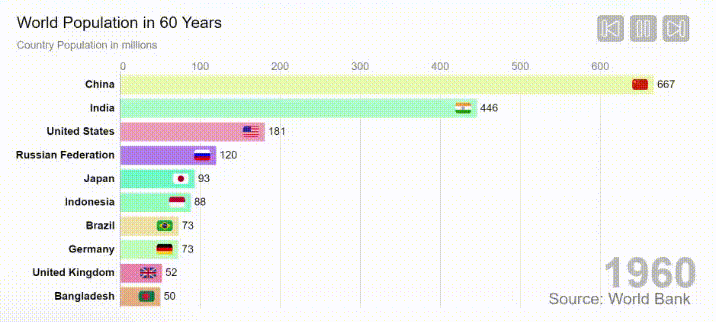 World Population in 60 Years
Country Population in millions
0 100 200 300 400 500 600
China 667
India 446
United States 181
Russian Federation 120
Japan 93
Indonesia 88
Brazil 73
Germany 73
United Kingdom 52
Bangladesh 50
1960
Source: World Bank